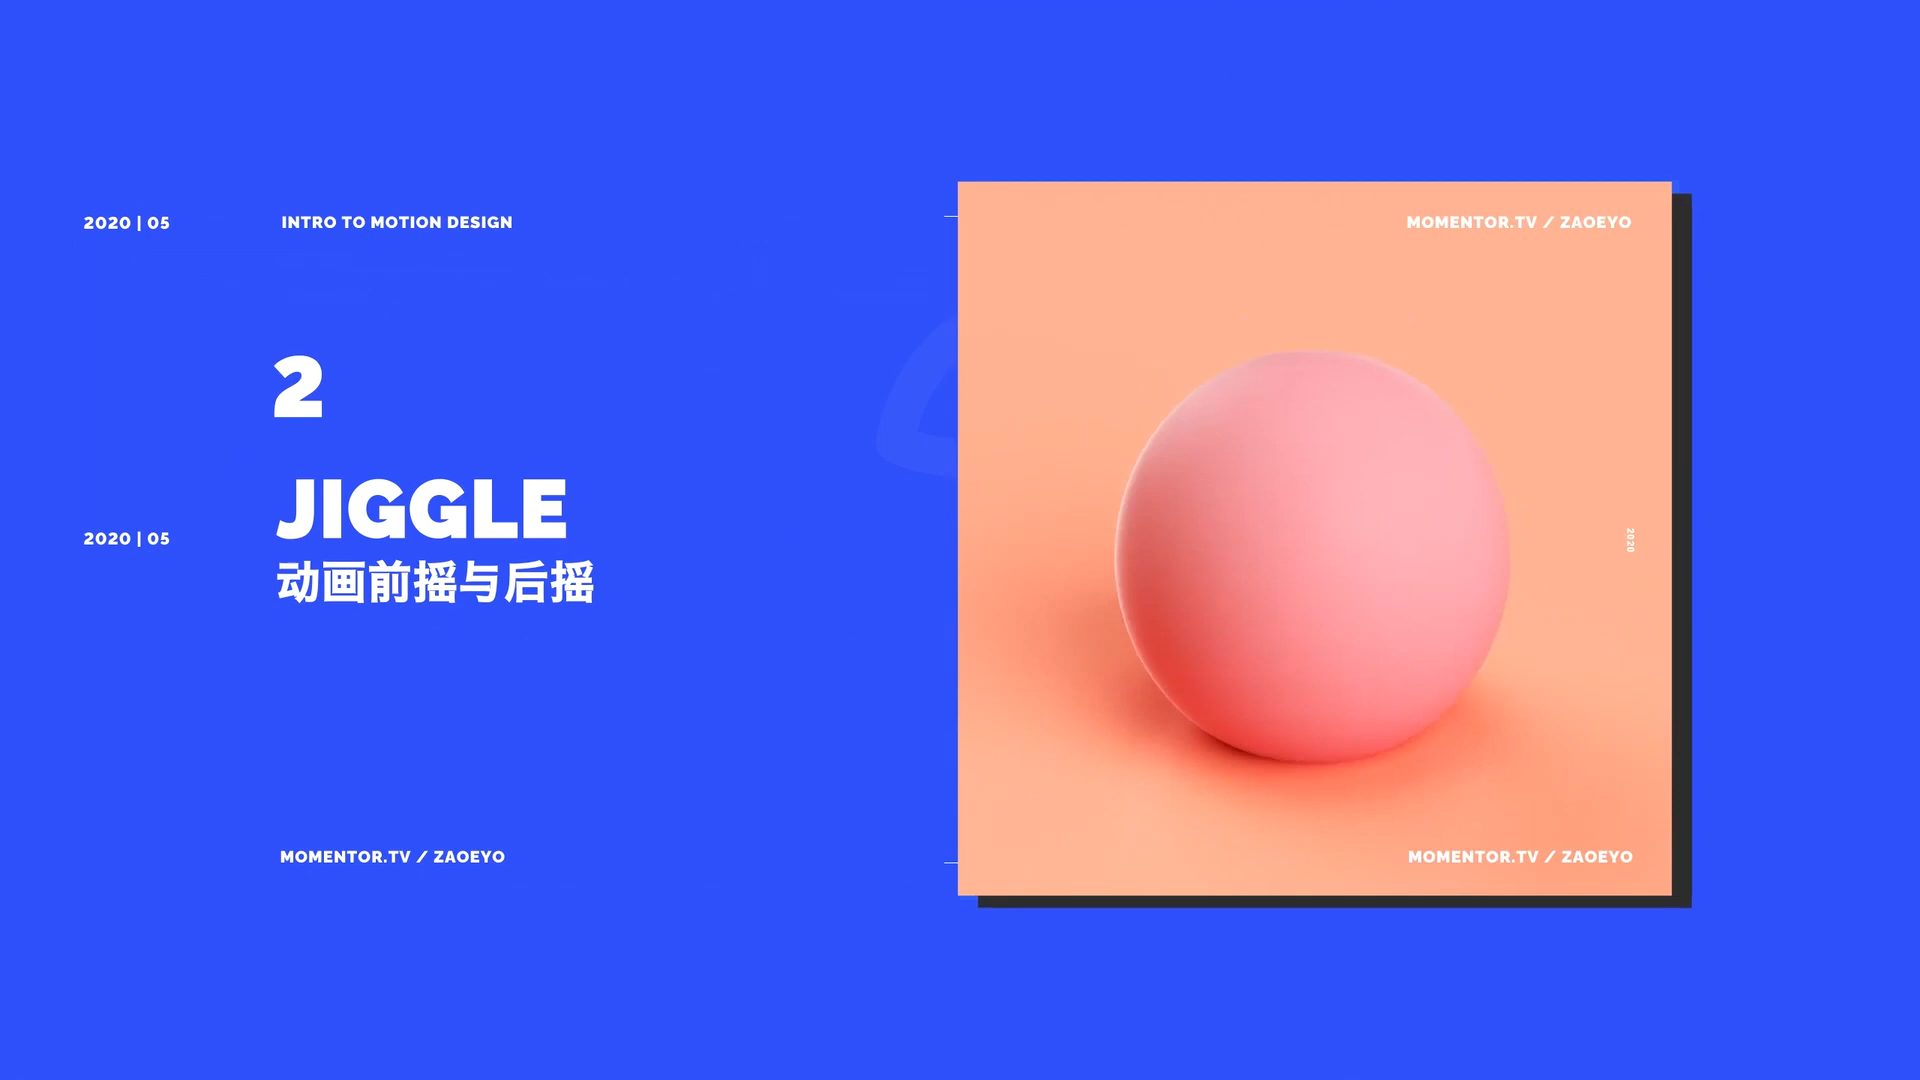 2020 | 05
INTRO TO MOTION DESIGN
MOMENTOR.TV / ZAOEYO
2
JIGGLE
2020 | 05
动画前摇与后摇
2020
MOMENTOR.TV / ZAOEYO
MOMENTOR.TV / ZAOEYO